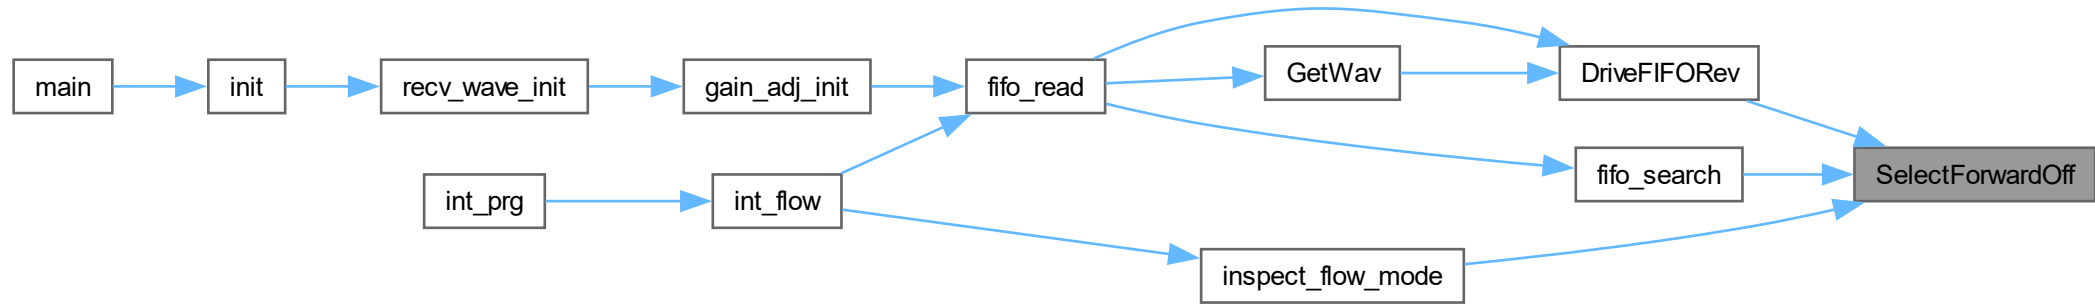 main
init
recv_wave_init
gain_adj_init
fifo_read
GetWav
DriveFIFORev
fifo_search
SelectForwardOff
int_prg
int_flow
inspect_flow_mode